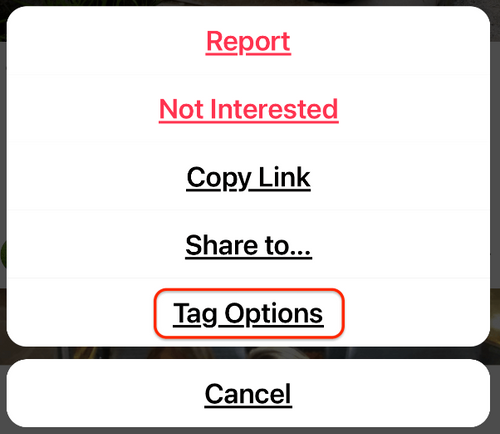 Report
Not Interested
Copy Link
Share to...
Tag Options
Cancel